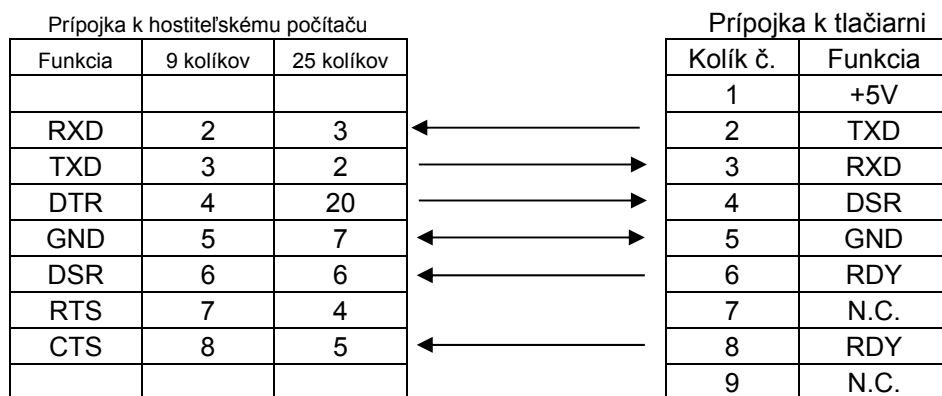 Prípojka k hostiteľskému počítaču Prípojka k tlačiarni
Funkcia 9 kolíkov 25 kolíkov Kolík č. Funkcia
1 +5V
RXD 2 3 2 TXD
TXD 3 2 3 RXD
DTR 4 20 4 DSR
GND 5 7 5 GND
DSR 6 6 6 RDY
RTS 7 4 7 N.C.
CTS 8 5 8 RDY
9 N.C.